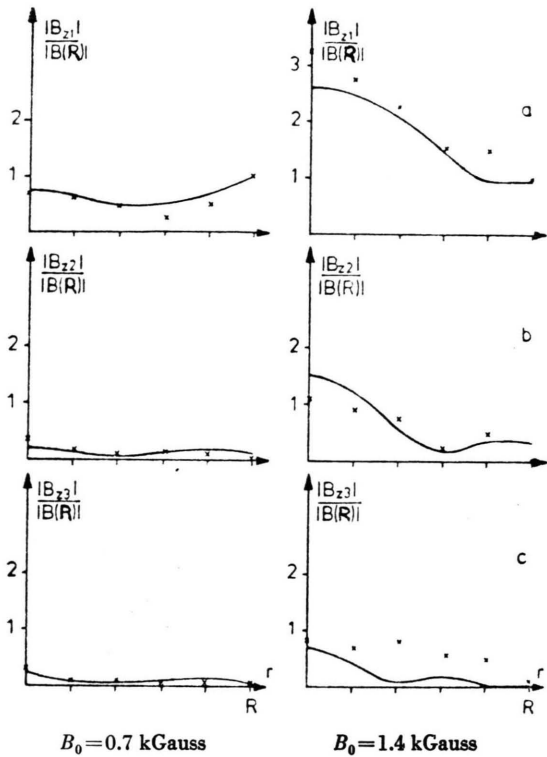 |B_z1|
|B(R)|
2
1
|B_z1|
|B(R)|
3
2
1
a
|B_z2|
|B(R)|
2
1
|B_z2|
|B(R)|
2
1
b
|B_z3|
|B(R)|
2
1
r
R
|B_z3|
|B(R)|
2
1
c
r
R
B_0=0.7 kGauss
B_0=1.4 kGauss